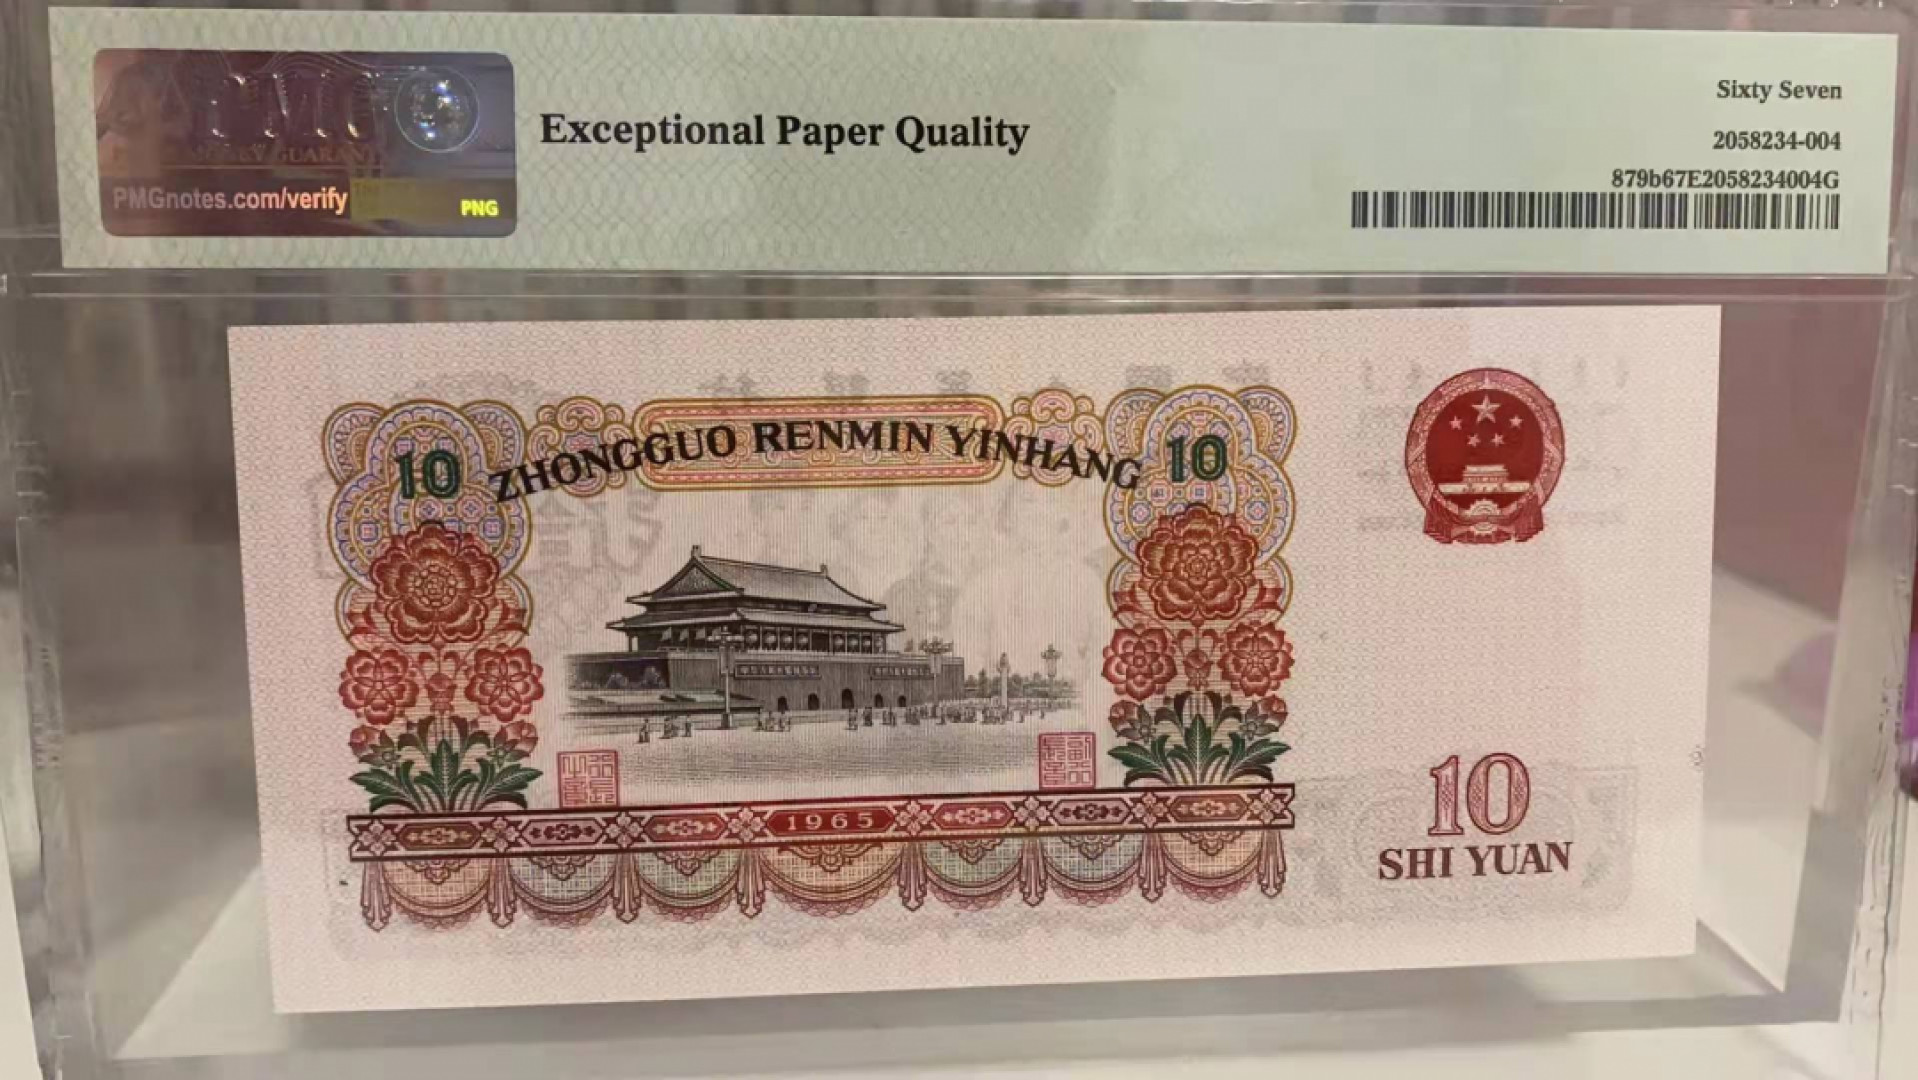 PMG
PMGnotes.com/verify
PNG
Exceptional Paper Quality
Sixty Seven
2058234-004
879b67E2058234004G
10 ZHONGGUO RENMIN YINHANG 10
1965
10
SHI YUAN